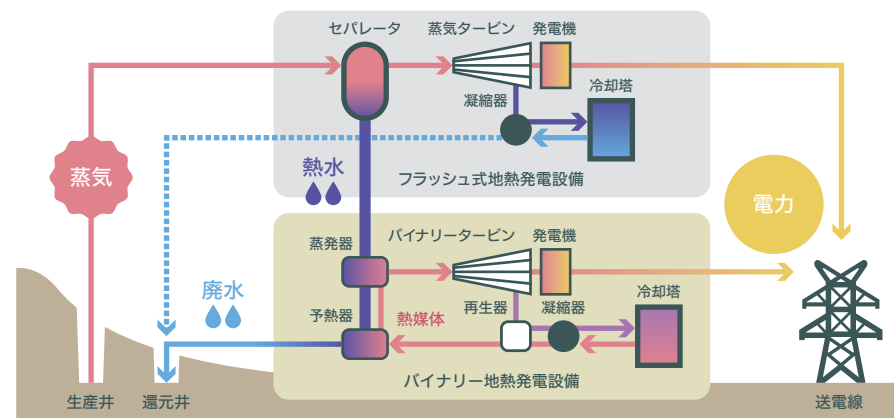 セパレータ
蒸気タービン
発電機
凝縮器
冷却塔
蒸気
熱水
フラッシュ式地熱発電設備
電力
蒸発器
バイナリータービン
発電機
廃水
予熱器
熱媒体
再生器
凝縮器
冷却塔
バイナリー地熱発電設備
生産井
還元井
送電線